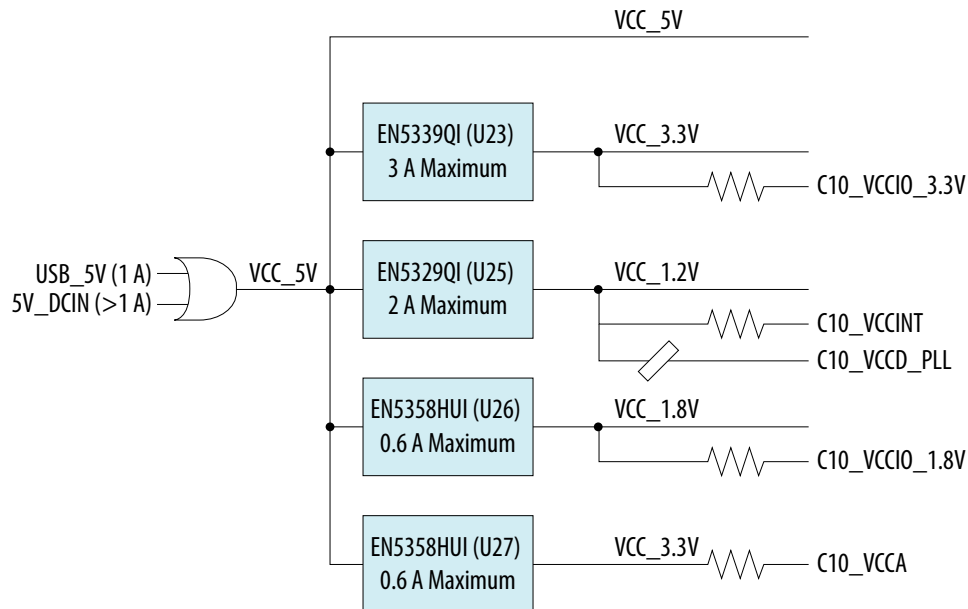 VCC_5V
EN5339QI (U23)
3 A Maximum
VCC_3.3V
C10_VCCIO_3.3V
USB_5V (1 A)
5V_DCIN (>1 A)
VCC_5V
EN5329QI (U25)
2 A Maximum
VCC_1.2V
C10_VCCINT
C10_VCCD_PLL
EN5358HUI (U26)
0.6 A Maximum
VCC_1.8V
C10_VCCIO_1.8V
EN5358HUI (U27)
0.6 A Maximum
VCC_3.3V
C10_VCCA